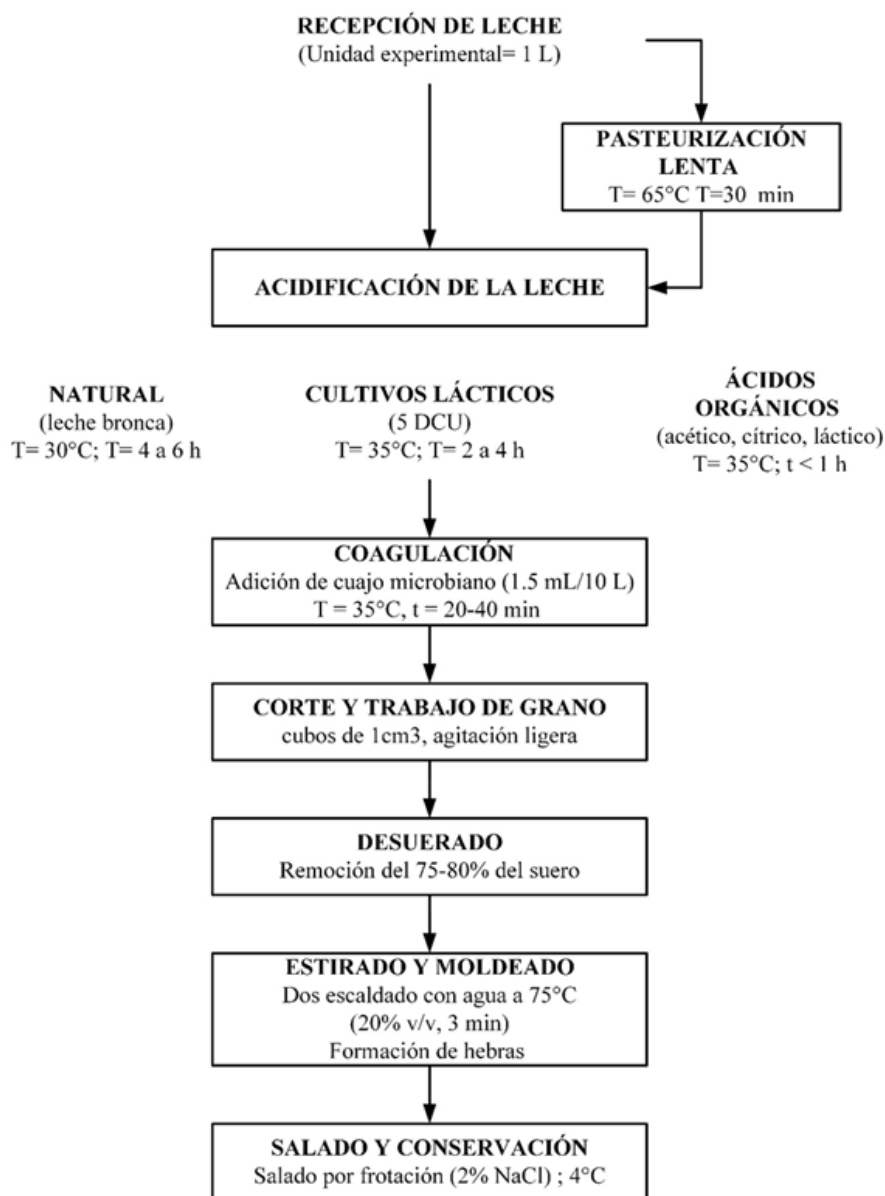 RECEPCIÓN DE LECHE
(Unidad experimental= 1 L)
PASTEURIZACIÓN
LENTA
T= 65°C T=30 min
ACIDIFICACIÓN DE LA LECHE
NATURAL
(leche bronca)
T= 30°C; T= 4 a 6 h
CULTIVOS LÁCTICOS
(5 DCU)
T= 35°C; T= 2 a 4 h
ÁCIDOS
ORGÁNICOS
(acético, cítrico, láctico)
T= 35°C; t < 1 h
COAGULACIÓN
Adición de cuajo microbiano (1.5 mL/10 L)
T = 35°C, t = 20-40 min
CORTE Y TRABAJO DE GRANO
cubos de 1cm3, agitación ligera
DESUERADO
Remoción del 75-80% del suero
ESTIRADO Y MOLDEADO
Dos escaldado con agua a 75°C
(20% v/v, 3 min)
Formación de hebras
SALADO Y CONSERVACIÓN
Salado por frotación (2% NaCl) ; 4°C